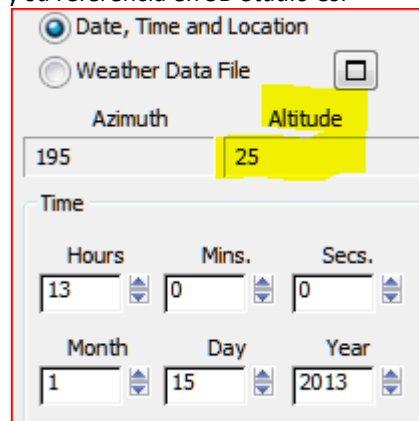 y su referencia en 3D Studio es:
Date, Time and Location
Weather Data File
Azimuth Altitude
195 25
Time
Hours Mins. Secs.
13 0 0
Month Day Year
1 15 2013